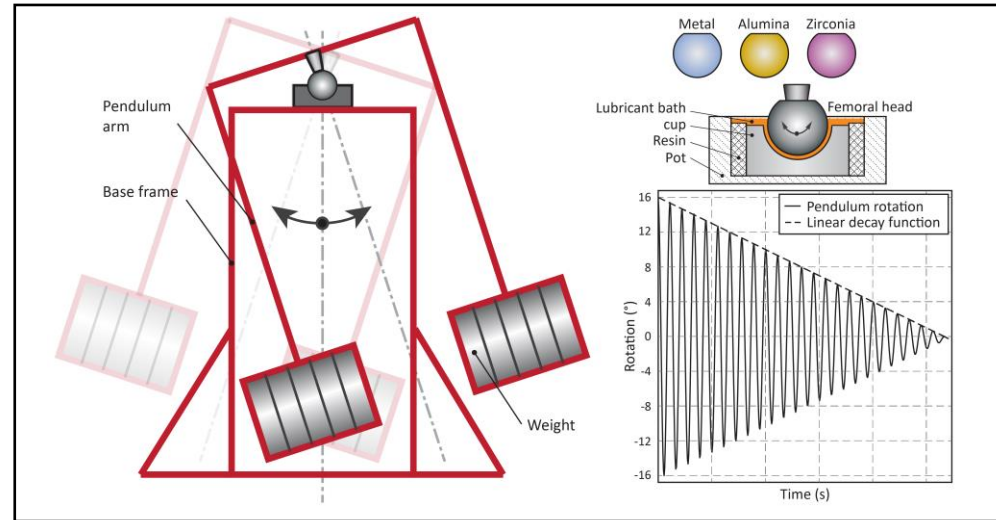 Pendulum
arm
Base frame
Weight
Metal Alumina Zirconia
Lubricant bath
cup
Resin
Pot
Femoral head
Pendulum rotation
Linear decay function
Rotation (°)
16
12
8
4
0
-4
-8
-12
-16
Time (s)